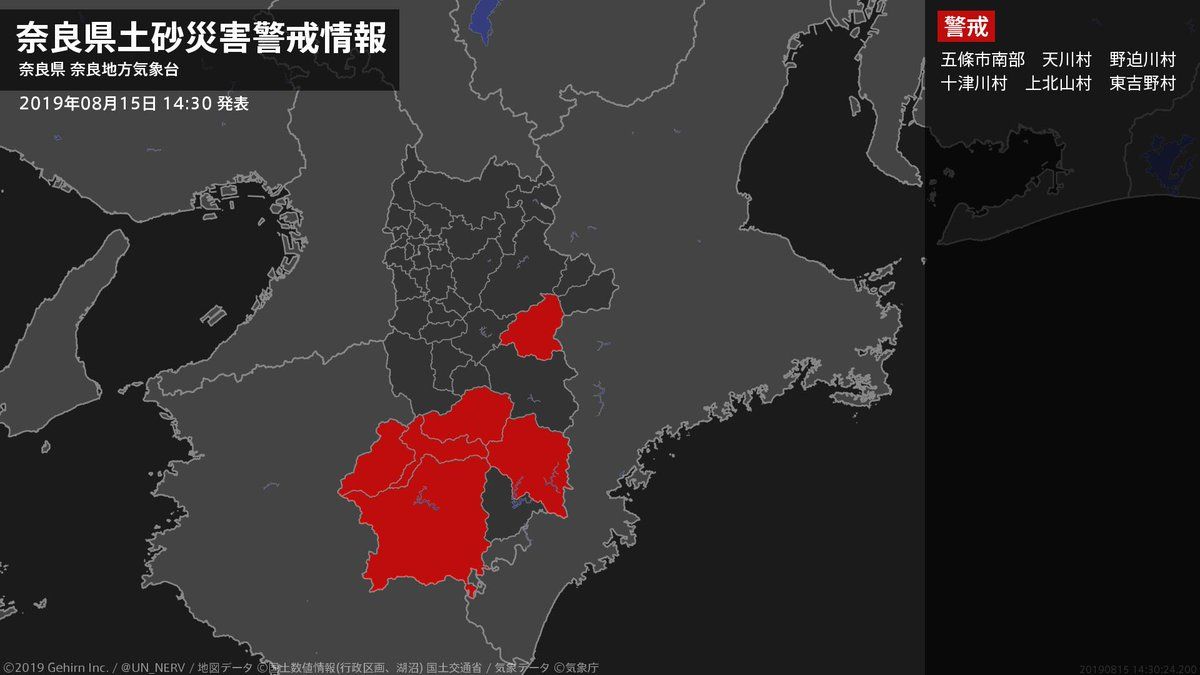 奈良県土砂災害警戒情報
奈良県 奈良地方気象台
2019年08月15日 14:30 発表
警戒
五條市南部 天川村 野迫川村
十津川村 上北山村 東吉野村
©2019 Gehirn Inc. / @UN_NERV / 地図データ ©国土数値情報(行政区画、湖沼) 国土交通省 / 気象データ ©気象庁
20190815 14:30:24.200